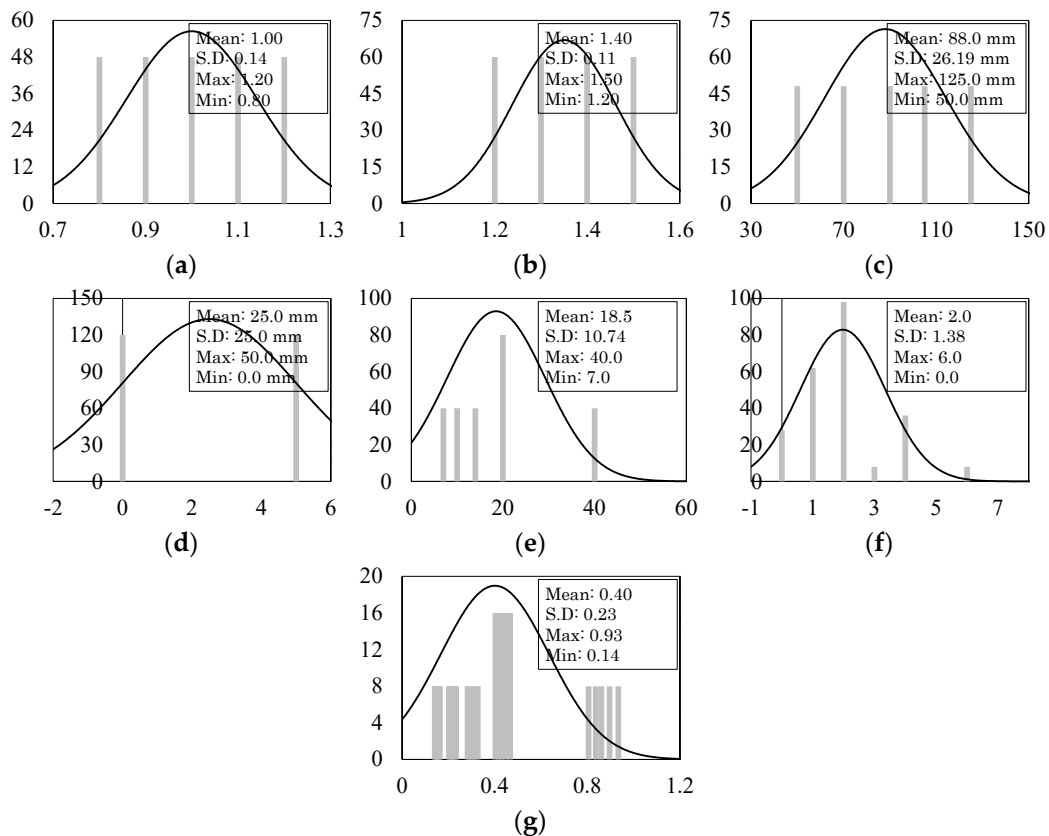 60
48
36
24
12
0
0.7
0.9
1.1
1.3
Mean: 1.00
S.D: 0.14
Max: 1.20
Min: 0.80
(a)
75
60
45
30
15
0
1
1.2
1.4
1.6
Mean: 1.40
S.D: 0.11
Max: 1.50
Min: 1.20
(b)
75
60
45
30
15
0
30
70
110
150
Mean: 88.0 mm
S.D: 26.19 mm
Max: 125.0 mm
Min: 50.0 mm
(c)
150
120
90
60
30
0
-2
0
2
4
6
Mean: 25.0 mm
S.D: 25.0 mm
Max: 50.0 mm
Min: 0.0 mm
(d)
100
80
60
40
20
0
0
20
40
60
Mean: 18.5
S.D: 10.74
Max: 40.0
Min: 7.0
(e)
100
80
60
40
20
0
-1
1
3
5
7
Mean: 2.0
S.D: 1.38
Max: 6.0
Min: 0.0
(f)
20
16
12
8
4
0
0
0.4
0.8
1.2
Mean: 0.40
S.D: 0.23
Max: 0.93
Min: 0.14
(g)